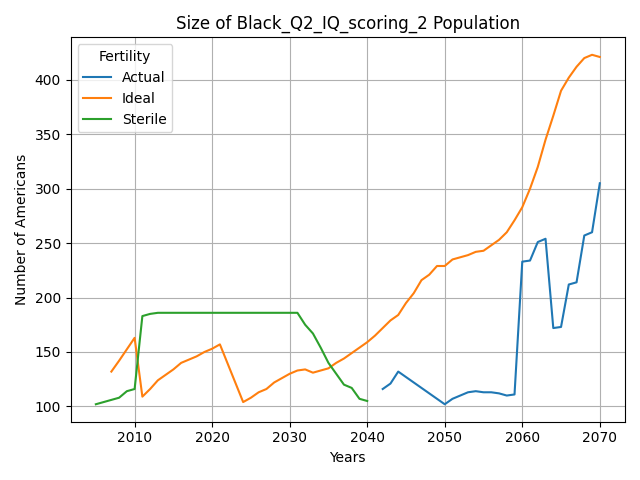 Size of Black_Q2_IQ_scoring_2 Population
Fertility
Actual
Ideal
Sterile
Number of Americans
400
350
300
250
200
150
100
2010 2020 2030 2040 2050 2060 2070
Years